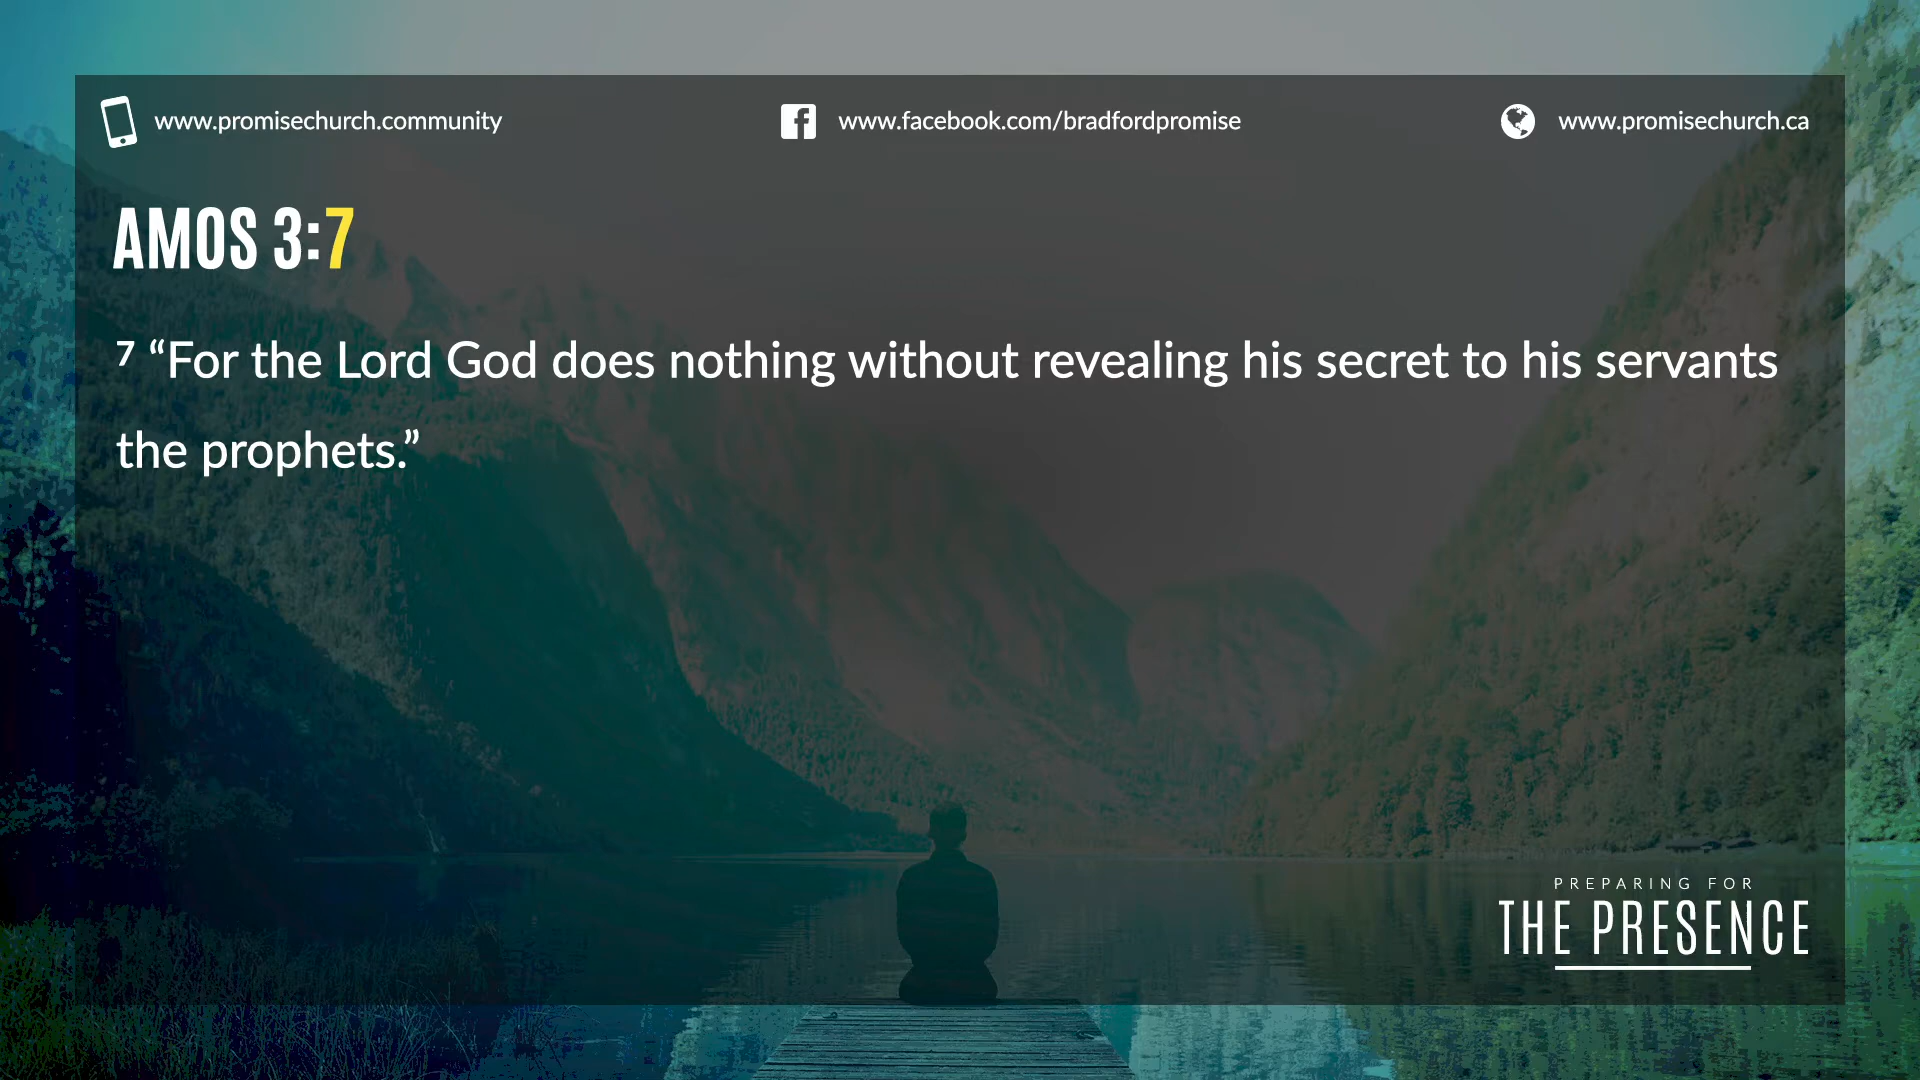 www.promisechurch.community
www.facebook.com/bradfordpromise
www.promisechurch.ca
AMOS 3:7
7 “For the Lord God does nothing without revealing his secret to his servants
the prophets.”
PREPARING FOR
THE PRESENCE